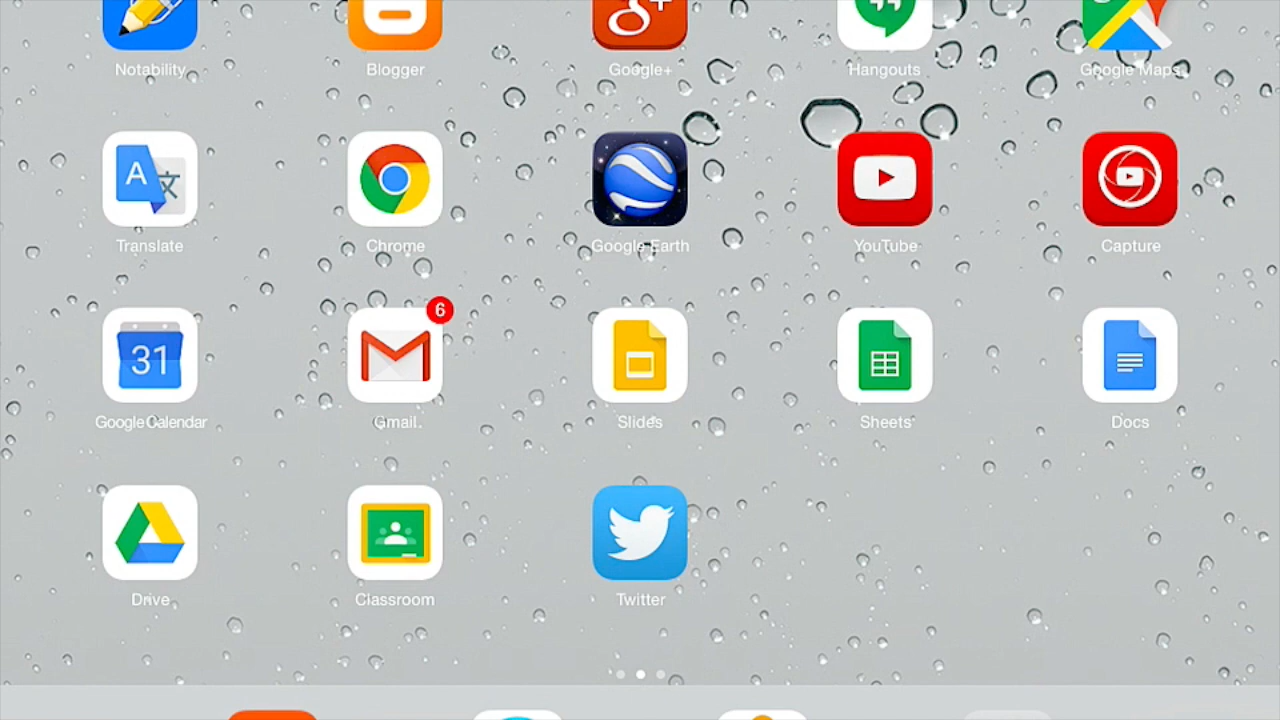 Notability
Blogger
Google+
Hangouts
Google Maps
A 文
Translate
Chrome
Google Earth
YouTube
Capture
31
6
Google Calendar
Gmail
Slides
Sheets
Docs
Drive
Classroom
Twitter